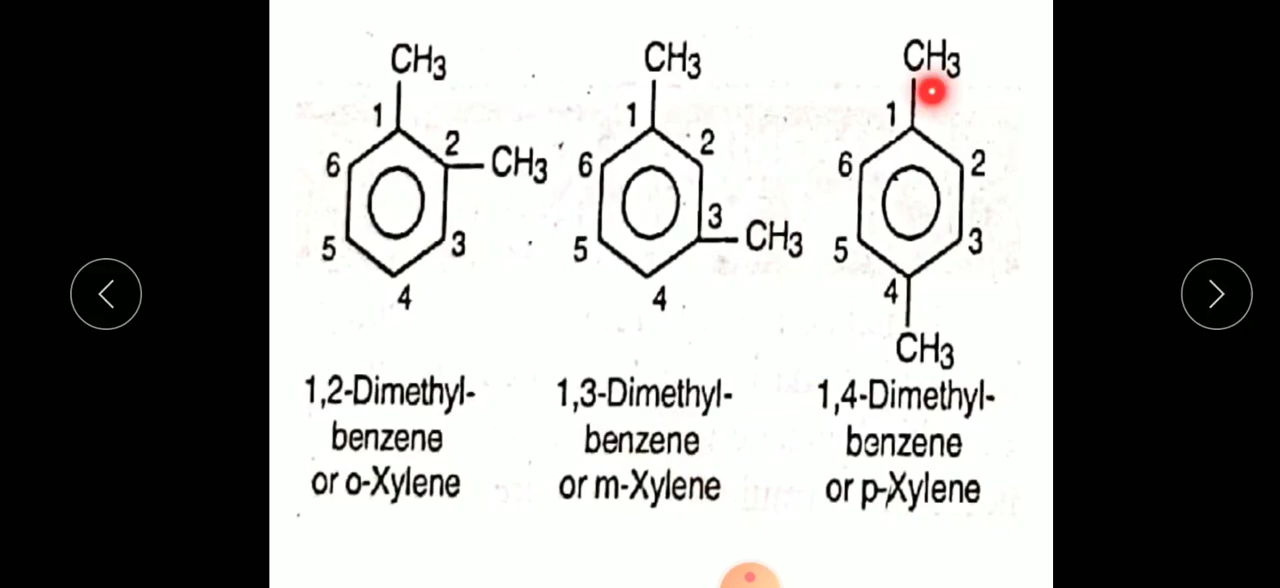 CH3
1
2
CH3
6
5
3
4
1,2-Dimethyl-
benzene
or o-Xylene
CH3
1
2
6
3
CH3
5
4
1,3-Dimethyl-
benzene
or m-Xylene
CH3
1
6
2
5
3
4
CH3
1,4-Dimethyl-
benzene
or p-Xylene